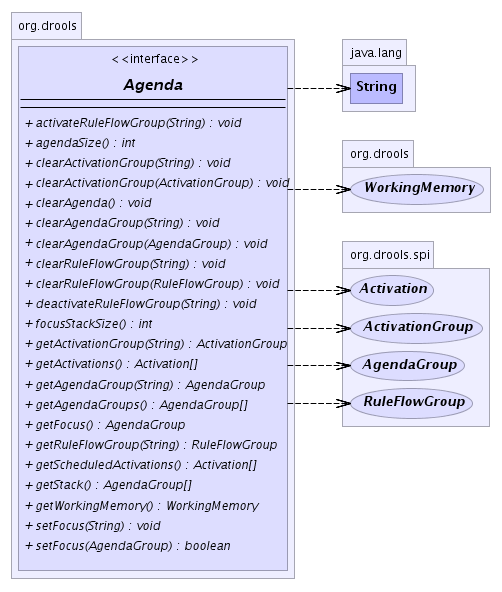 org.drools
<<interface>>
Agenda
+ activateRuleFlowGroup(String) : void
+ agendaSize() : int
+ clearActivationGroup(String) : void
+ clearActivationGroup(ActivationGroup) : void
+ clearAgenda() : void
+ clearAgendaGroup(String) : void
+ clearAgendaGroup(AgendaGroup) : void
+ clearRuleFlowGroup(String) : void
+ clearRuleFlowGroup(RuleFlowGroup) : void
+ deactivateRuleFlowGroup(String) : void
+ focusStackSize() : int
+ getActivationGroup(String) : ActivationGroup
+ getActivations() : Activation[]
+ getAgendaGroup(String) : AgendaGroup
+ getAgendaGroups() : AgendaGroup[]
+ getFocus() : AgendaGroup
+ getRuleFlowGroup(String) : RuleFlowGroup
+ getScheduledActivations() : Activation[]
+ getStack() : AgendaGroup[]
+ getWorkingMemory() : WorkingMemory
+ setFocus(String) : void
+ setFocus(AgendaGroup) : boolean
java.lang
String
org.drools
WorkingMemory
org.drools.spi
Activation
ActivationGroup
AgendaGroup
RuleFlowGroup